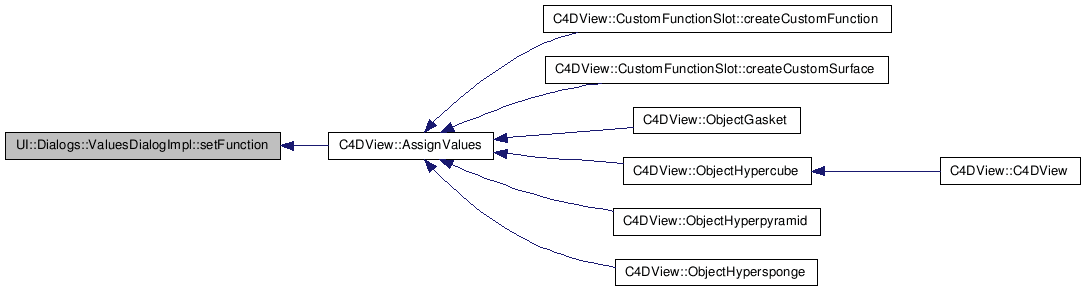 C4DView::CustomFunctionSlot::createCustomFunction
C4DView::CustomFunctionSlot::createCustomSurface
C4DView::ObjectGasket
UI::Dialogs::ValuesDialogImpl::setFunction
C4DView::AssignValues
C4DView::ObjectHypercube
C4DView::C4DView
C4DView::ObjectHyperpyramid
C4DView::ObjectHypersponge